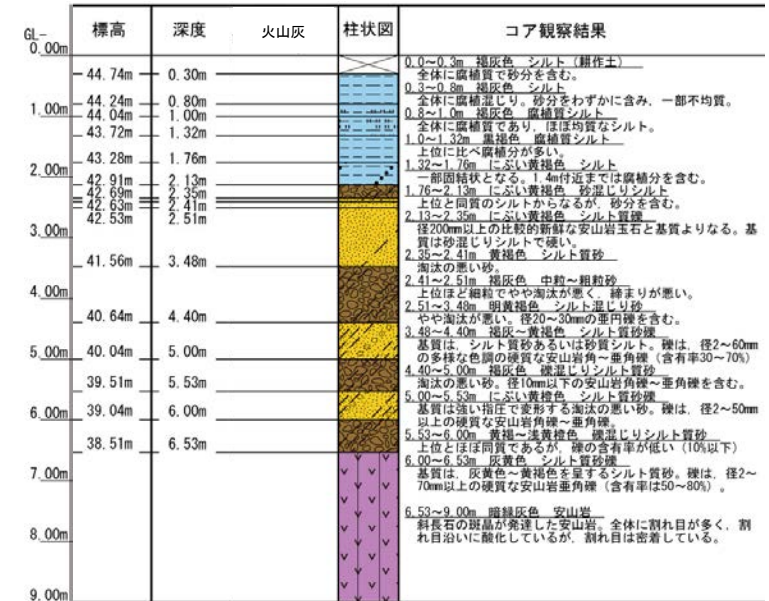 標高 深度 火山灰 柱状図 コア観察結果
GL-
0.00m
1.00m
2.00m
3.00m
4.00m
5.00m
6.00m
7.00m
8.00m
9.00m
44.74m 0.30m
44.24m 0.80m
44.04m 1.00m
43.72m 1.32m
43.28m 1.76m
42.91m 2.13m
42.69m 2.35m
42.63m 2.41m
42.53m 2.51m
41.56m 3.48m
40.64m 4.40m
40.04m 5.00m
39.51m 5.53m
39.04m 6.00m
38.51m 6.53m
0.0～0.3m 褐灰色 シルト（耕作土）
全体に腐植質で砂分を含む。
0.3～0.8m 褐灰色 シルト
全体に腐植混じり。砂分をわずかに含み、一部不均質。
0.8～1.0m 褐灰色 腐植質シルト
全体に腐植質であり、ほぼ均質なシルト。
1.0～1.32m 黒褐色 腐植質シルト
上位に比べ腐植分が多い。
1.32～1.76m にぶい黄褐色 シルト
一部固結状となる。1.4m付近までは腐植分を含む。
1.76～2.13m にぶい黄褐色 砂混じりシルト
上位と同質のシルトからなるが、砂分を含む。
2.13～2.35m にぶい黄褐色 シルト質礫
径200mm以上の比較的新鮮な安山岩玉石と基質よりなる。基
質は砂混じりシルトで硬い。
2.35～2.41m 黄褐色 シルト質砂
淘汰の悪い砂。
2.41～2.51m 褐灰色 中粒～粗粒砂
上位ほど細粒でやや淘汰が悪く、締まりが悪い。
2.51～3.48m 明黄褐色 シルト混じり砂
やや淘汰が悪い。径20～30mmの亜円礫を含む。
3.48～4.40m 褐灰～黄褐色 シルト質砂礫
基質は、シルト質砂あるいは砂質シルト。礫は、径2～60mm
の多様な色調の硬質な安山岩角～亜角礫（含有率30～70%）
4.40～5.00m 褐灰色 礫混じりシルト質砂
淘汰の悪い砂。径10mm以下の安山岩角礫～亜角礫を含む。
5.00～5.53m にぶい黄橙色 シルト質砂礫
基質は強い指圧で変形する淘汰の悪い砂。礫は、径2～50mm
以上の硬質な安山岩角礫～亜角礫。
5.53～6.00m 黄褐～浅黄橙色 礫混じりシルト質砂
上位とほぼ同質であるが、礫の含有率が低い（10%以下）
6.00～6.53m 灰黄色 シルト質砂礫
基質は、灰黄色～黄褐色を呈するシルト質砂。礫は、径2～
70mm以上の硬質な安山岩亜角礫（含有率は50～80%）。
6.53～9.00m 暗緑灰色 安山岩
斜長石の斑晶が発達した安山岩。全体に割れ目が多く、割
れ目沿いに酸化しているが、割れ目は密着している。